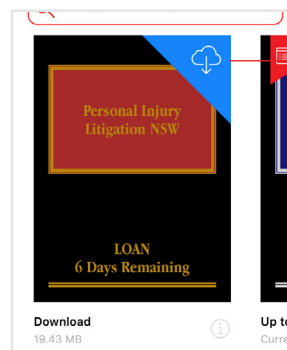 Personal Injury
Litigation NSW
LOAN
6 Days Remaining
Download
19.43 MB
Up to
Curre